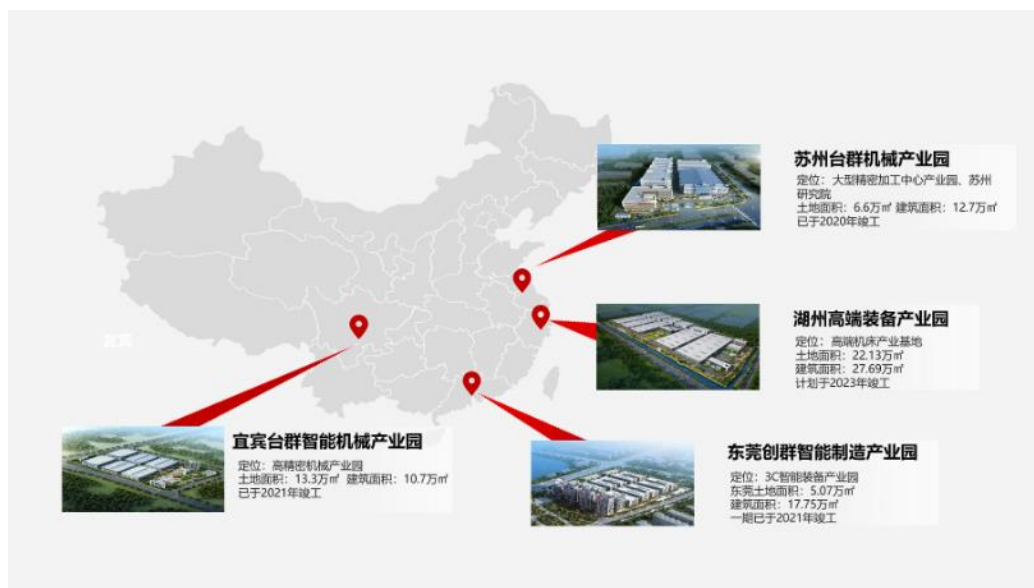 苏州台群机械产业园
定位：大型精密加工中心产业园、苏州
研究院
土地面积：6.6万㎡ 建筑面积：12.7万㎡
已于2020年竣工
湖州高端装备产业园
定位：高端机床产业基地
土地面积：22.13万㎡
建筑面积：27.69万㎡
计划于2023年竣工
宜宾
宜宾台群智能机械产业园
定位：高精密机械产业园
土地面积：13.3万㎡ 建筑面积：10.7万㎡
已于2021年竣工
东莞创群智能制造产业园
定位：3C智能装备产业园
东莞土地面积：5.07万㎡
建筑面积：17.75万㎡
一期已于2021年竣工